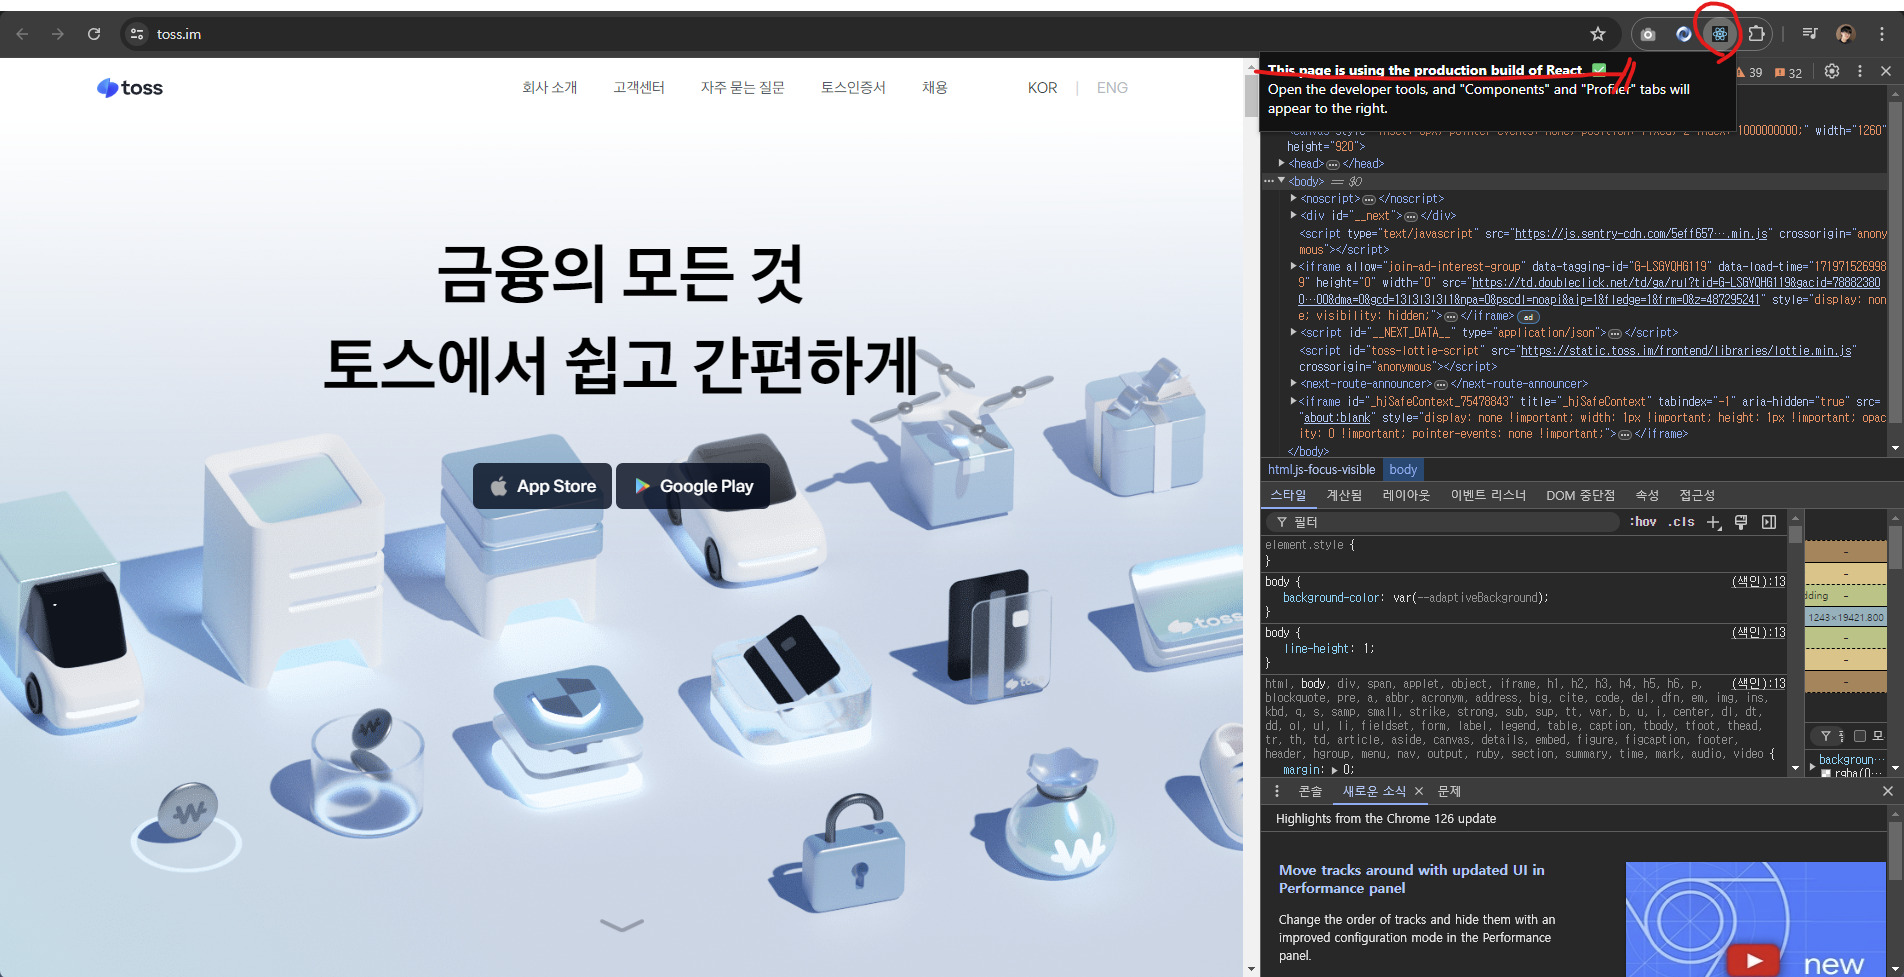 toss.im
toss
회사 소개
고객센터
자주 묻는 질문
토스인증서
채용
KOR | ENG
금융의 모든 것
토스에서 쉽고 간편하게
App Store
Google Play
toss
This page is using the production build of React. ✅
Open the developer tools, and "Components" and "Profiler" tabs will
appear to the right.
39
32
1000000000;" width="1260"
height="920">
<head>…</head>
<body> == $0
<noscript>…</noscript>
<div id="__next">…</div>
<script type="text/javascript" src="https://js.sentry-cdn.com/5eff657….min.js" crossorigin="anony
mous"></script>
<iframe allow="join-ad-interest-group" data-tagging-id="G-LSGYQHG119" data-load-time="171971526998
9" height="0" width="0" src="https://td.doubleclick.net/td/ga/rul?tid=G-LSGYQHG119&gacid=78882380
0…00&dma=0&gcd=13l3l3l3l1&npa=0&pscdl=noapi&aip=1&fledge=1&frm=0&z=487295241" style="display: non
e; visibility: hidden;">…</iframe> ad
<script id="__NEXT_DATA__" type="application/json">…</script>
<script id="toss-lottie-script" src="https://static.toss.im/frontend/libraries/lottie.min.js"
crossorigin="anonymous"></script>
<next-route-announcer>…</next-route-announcer>
<iframe id="_hjSafeContext_75478843" title="_hjSafeContext" tabindex="-1" aria-hidden="true" src=
"about:blank" style="display: none !important; width: 1px !important; height: 1px !important; opac
ity: 0 !important; pointer-events: none !important;">…</iframe>
</body>
html.js-focus-visible body
스타일 계산됨 레이아웃 이벤트 리스너 DOM 중단점 속성 접근성
필터 :hov .cls
element.style {
}
body { (색인):13
background-color: var(--adaptiveBackground);
}
body { (색인):13
line-height: 1;
}
html, body, div, span, applet, object, iframe, h1, h2, h3, h4, h5, h6, p, (색인):13
blockquote, pre, a, abbr, acronym, address, big, cite, code, del, dfn, em, img, ins,
kbd, q, s, samp, small, strike, strong, sub, sup, tt, var, b, u, i, center, dl, dt,
dd, ol, ul, li, fieldset, form, label, legend, table, caption, tbody, tfoot, thead,
tr, th, td, article, aside, canvas, details, embed, figure, figcaption, footer,
header, hgroup, menu, nav, output, ruby, section, summary, time, mark, audio, video {
margin: 0;
dding
1243×19421.800
모
backgroun…
rgba(0…
콘솔 새로운 소식 문제
Highlights from the Chrome 126 update
Move tracks around with updated UI in
Performance panel
Change the order of tracks and hide them with an
improved configuration mode in the Performance
panel.
new